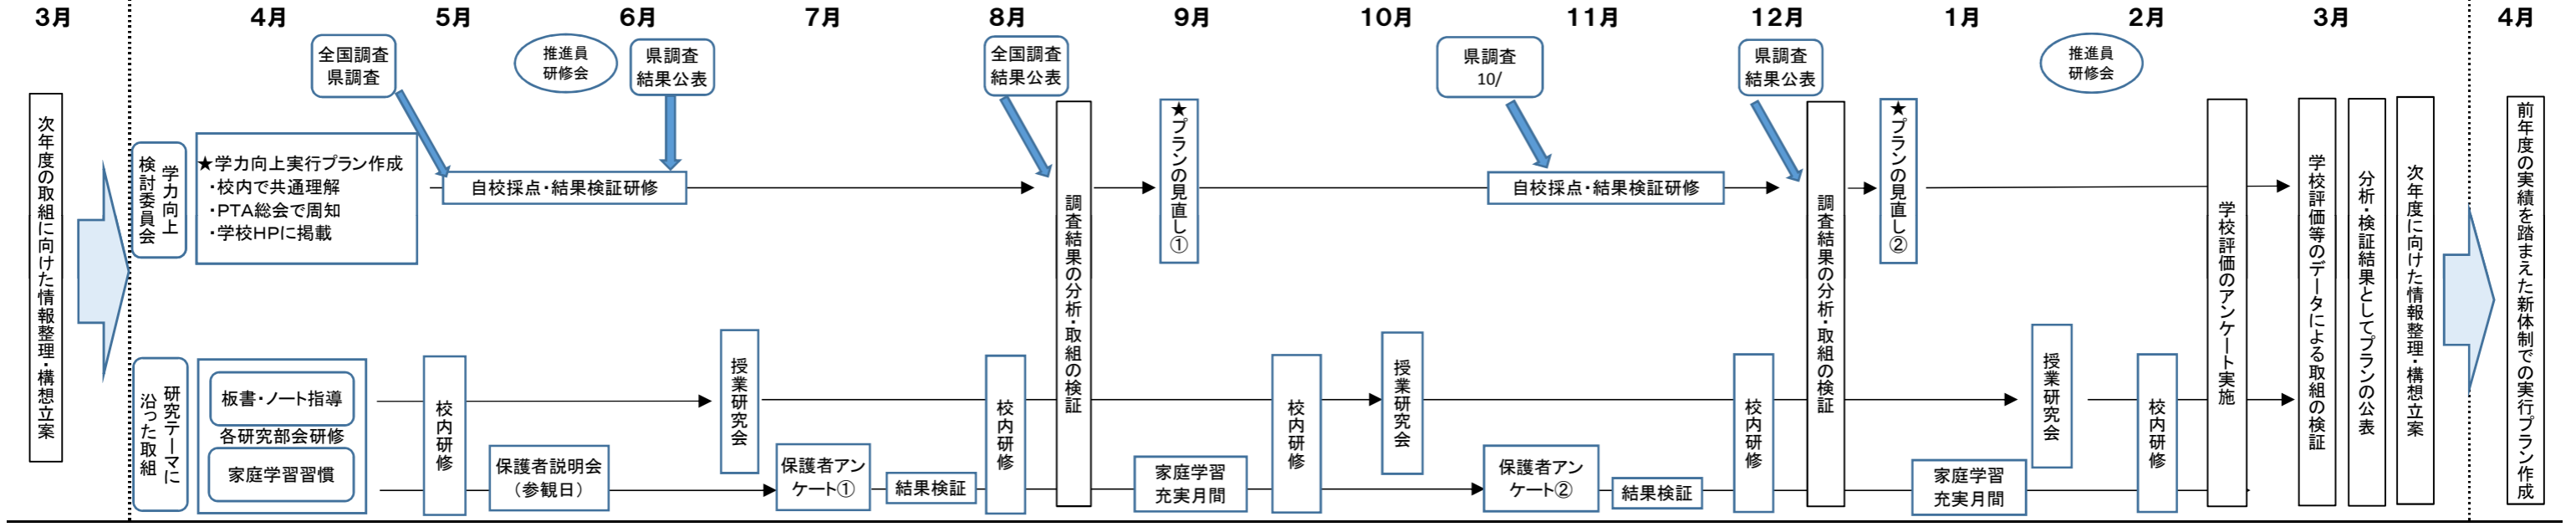 3月 4月 5月 6月 7月 8月 9月 10月 11月 12月 1月 2月 3月 4月
全国調査
県調査
推進員
研修会
県調査
結果公表
全国調査
結果公表
県調査
10/
県調査
結果公表
推進員
研修会
次年度の取組に向けた情報整理・構想立案
学力向上
検討委員会
★学力向上実行プラン作成
・校内で共通理解
・PTA総会で周知
・学校HPに掲載
自校採点・結果検証研修
調査結果の分析・取組の検証
★プランの見直し①
自校採点・結果検証研修
調査結果の分析・取組の検証
★プランの見直し②
学校評価のアンケート実施
学校評価等のデータによる取組の検証
分析・検証結果としてプランの公表
次年度に向けた情報整理・構想立案
前年度の実績を踏まえた新体制での実行プラン作成
研究テーマに
沿った取組
板書・ノート指導
各研究部会研修
家庭学習習慣
校内研修
保護者説明会
（参観日）
授業研究会
保護者アン
ケート①
結果検証
校内研修
家庭学習
充実月間
校内研修
授業研究会
保護者アン
ケート②
結果検証
校内研修
家庭学習
充実月間
授業研究会
校内研修